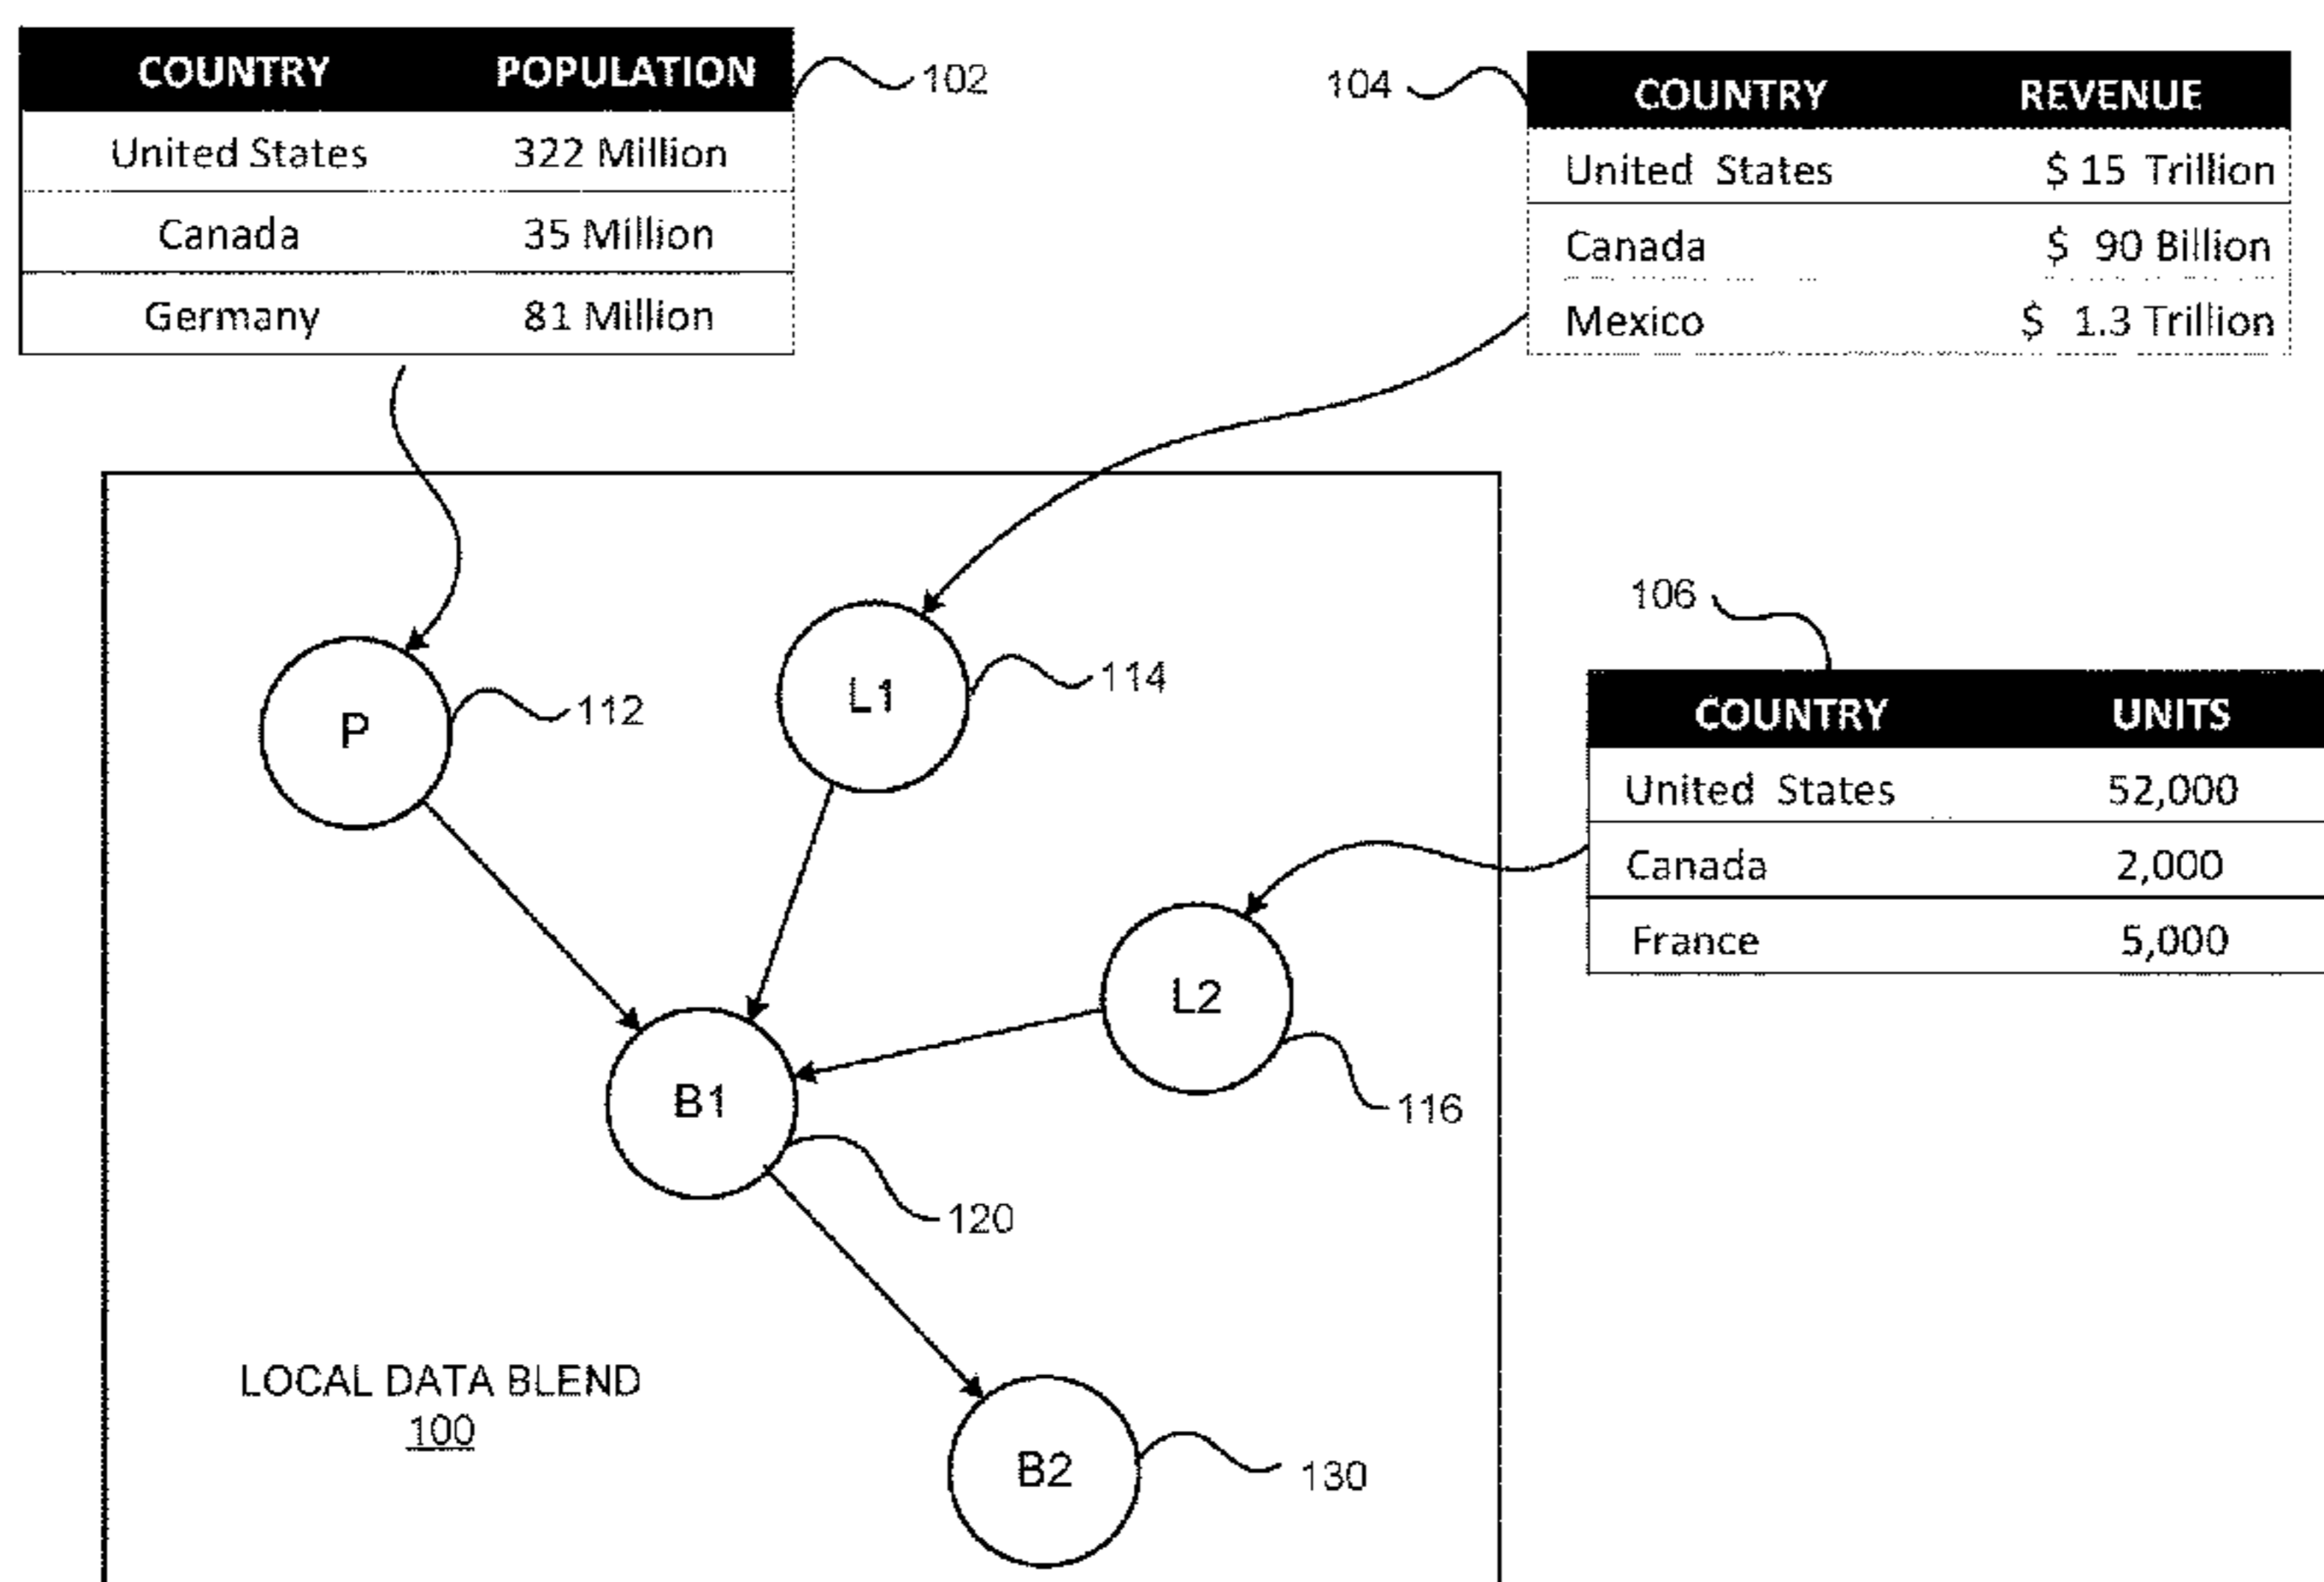 COUNTRY POPULATION
United States 322 Million
Canada 35 Million
Germany 81 Million
102
104
COUNTRY REVENUE
United States $ 15 Trillion
Canada $ 90 Billion
Mexico $ 1.3 Trillion
106
COUNTRY UNITS
United States 52,000
Canada 2,000
France 5,000
P
112
L1
114
L2
116
B1
120
LOCAL DATA BLEND
100
B2
130